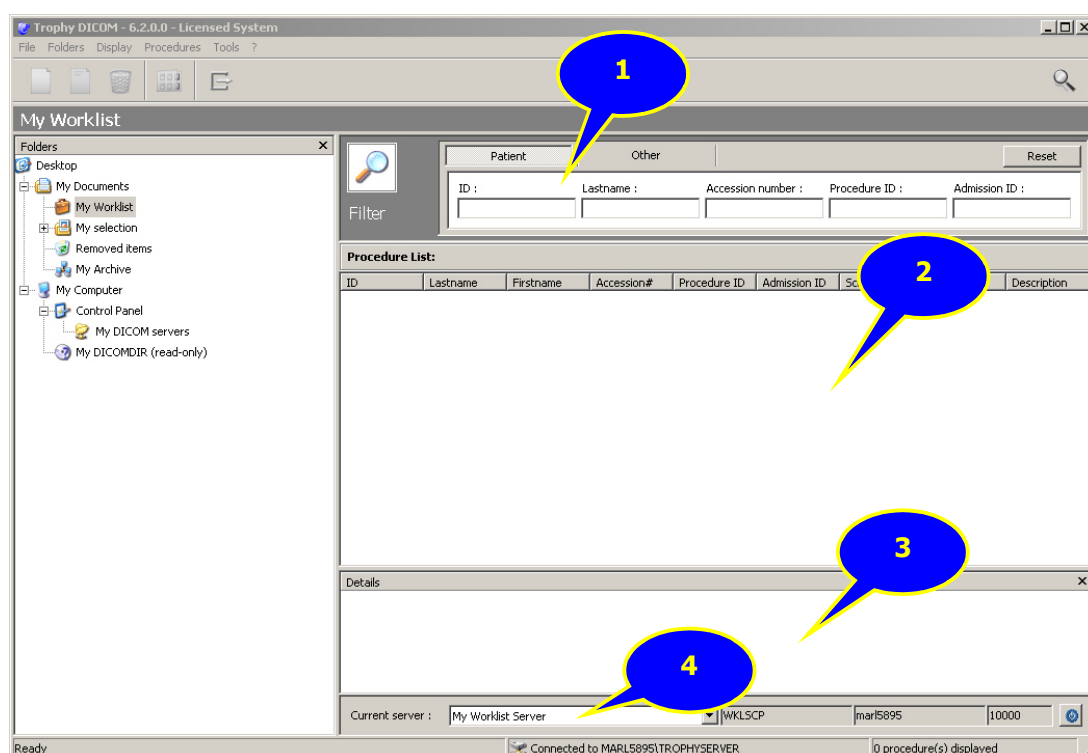 Trophy DICOM - 6.2.0.0 - Licensed System
File Folders Display Procedures Tools ?
1
My Worklist
Folders
Desktop
My Documents
My Worklist
My selection
Removed items
My Archive
My Computer
Control Panel
My DICOM servers
My DICOMDIR (read-only)
Filter
Patient Other Reset
ID : Lastname : Accession number : Procedure ID : Admission ID :
2
Procedure List:
ID Lastname Firstname Accession# Procedure ID Admission ID Description
3
Details
4
Current server : My Worklist Server WKLSCP marl5895 10000
Ready Connected to MARL5895\TROPHYSERVER 0 procedure(s) displayed